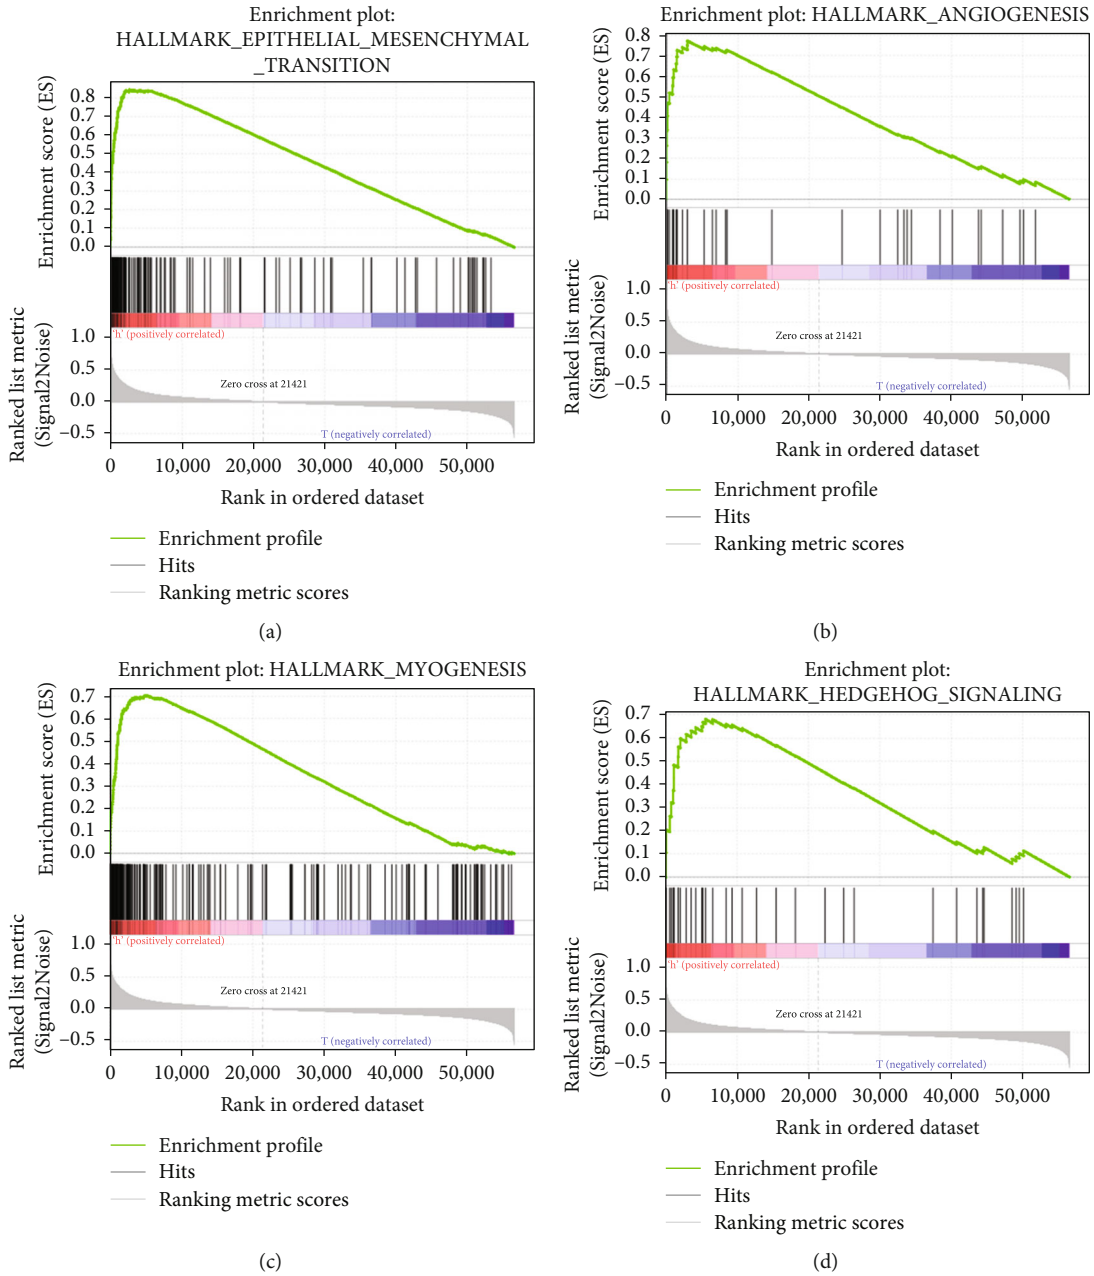 Enrichment plot:
HALLMARK_EPITHELIAL_MESENCHYMAL
_TRANSITION
Enrichment score (ES)
0.8
0.7
0.6
0.5
0.4
0.3
0.2
0.1
0.0
Ranked list metric
(Signal2Noise)
1.0
0.5
0.0
−0.5
'h' (positively correlated)
Zero cross at 21421
T (negatively correlated)
0 10,000 20,000 30,000 40,000 50,000
Rank in ordered dataset
Enrichment profile
Hits
Ranking metric scores
(a)
Enrichment plot: HALLMARK_ANGIOGENESIS
Enrichment score (ES)
0.8
0.7
0.6
0.5
0.4
0.3
0.2
0.1
0.0
Ranked list metric
(Signal2Noise)
1.0
0.5
0.0
−0.5
'h' (positively correlated)
Zero cross at 21421
T (negatively correlated)
0 10,000 20,000 30,000 40,000 50,000
Rank in ordered dataset
Enrichment profile
Hits
Ranking metric scores
(b)
Enrichment plot: HALLMARK_MYOGENESIS
Enrichment score (ES)
0.7
0.6
0.5
0.4
0.3
0.2
0.1
0.0
Ranked list metric
(Signal2Noise)
1.0
0.5
0.0
−0.5
'h' (positively correlated)
Zero cross at 21421
T (negatively correlated)
0 10,000 20,000 30,000 40,000 50,000
Rank in ordered dataset
Enrichment profile
Hits
Ranking metric scores
(c)
Enrichment plot:
HALLMARK_HEDGEHOG_SIGNALING
Enrichment score (ES)
0.7
0.6
0.5
0.4
0.3
0.2
0.1
0.0
Ranked list metric
(Signal2Noise)
1.0
0.5
0.0
−0.5
'h' (positively correlated)
Zero cross at 21421
T (negatively correlated)
0 10,000 20,000 30,000 40,000 50,000
Rank in ordered dataset
Enrichment profile
Hits
Ranking metric scores
(d)